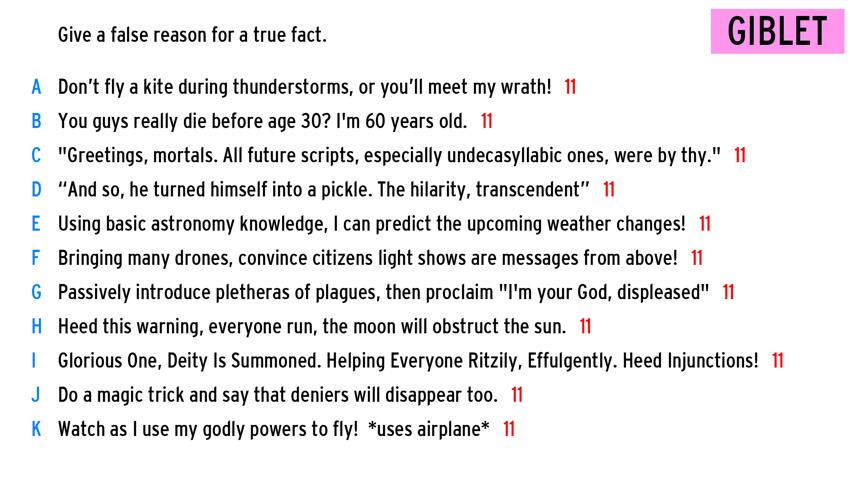 Give a false reason for a true fact.
GIBLET
A Don't fly a kite during thunderstorms, or you'll meet my wrath! 11
B You guys really die before age 30? I'm 60 years old. 11
C "Greetings, mortals. All future scripts, especially undecasyllabic ones, were by thy." 11
D “And so, he turned himself into a pickle. The hilarity, transcendent” 11
E Using basic astronomy knowledge, I can predict the upcoming weather changes! 11
F Bringing many drones, convince citizens light shows are messages from above! 11
G Passively introduce pletheras of plagues, then proclaim "I'm your God, displeased" 11
H Heed this warning, everyone run, the moon will obstruct the sun. 11
I Glorious One, Deity Is Summoned. Helping Everyone Ritzily, Effulgently. Heed Injunctions! 11
J Do a magic trick and say that deniers will disappear too. 11
K Watch as I use my godly powers to fly! *uses airplane* 11